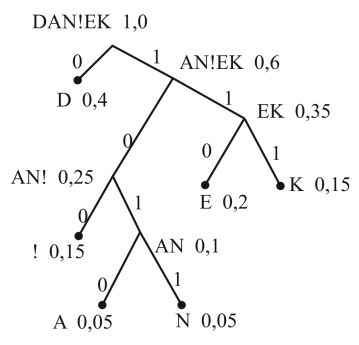 DAN!EK 1,0
0
1
AN!EK 0,6
D 0,4
1
EK 0,35
0
0
1
AN! 0,25
1
K 0,15
E 0,2
0
! 0,15
AN 0,1
0
1
A 0,05
N 0,05